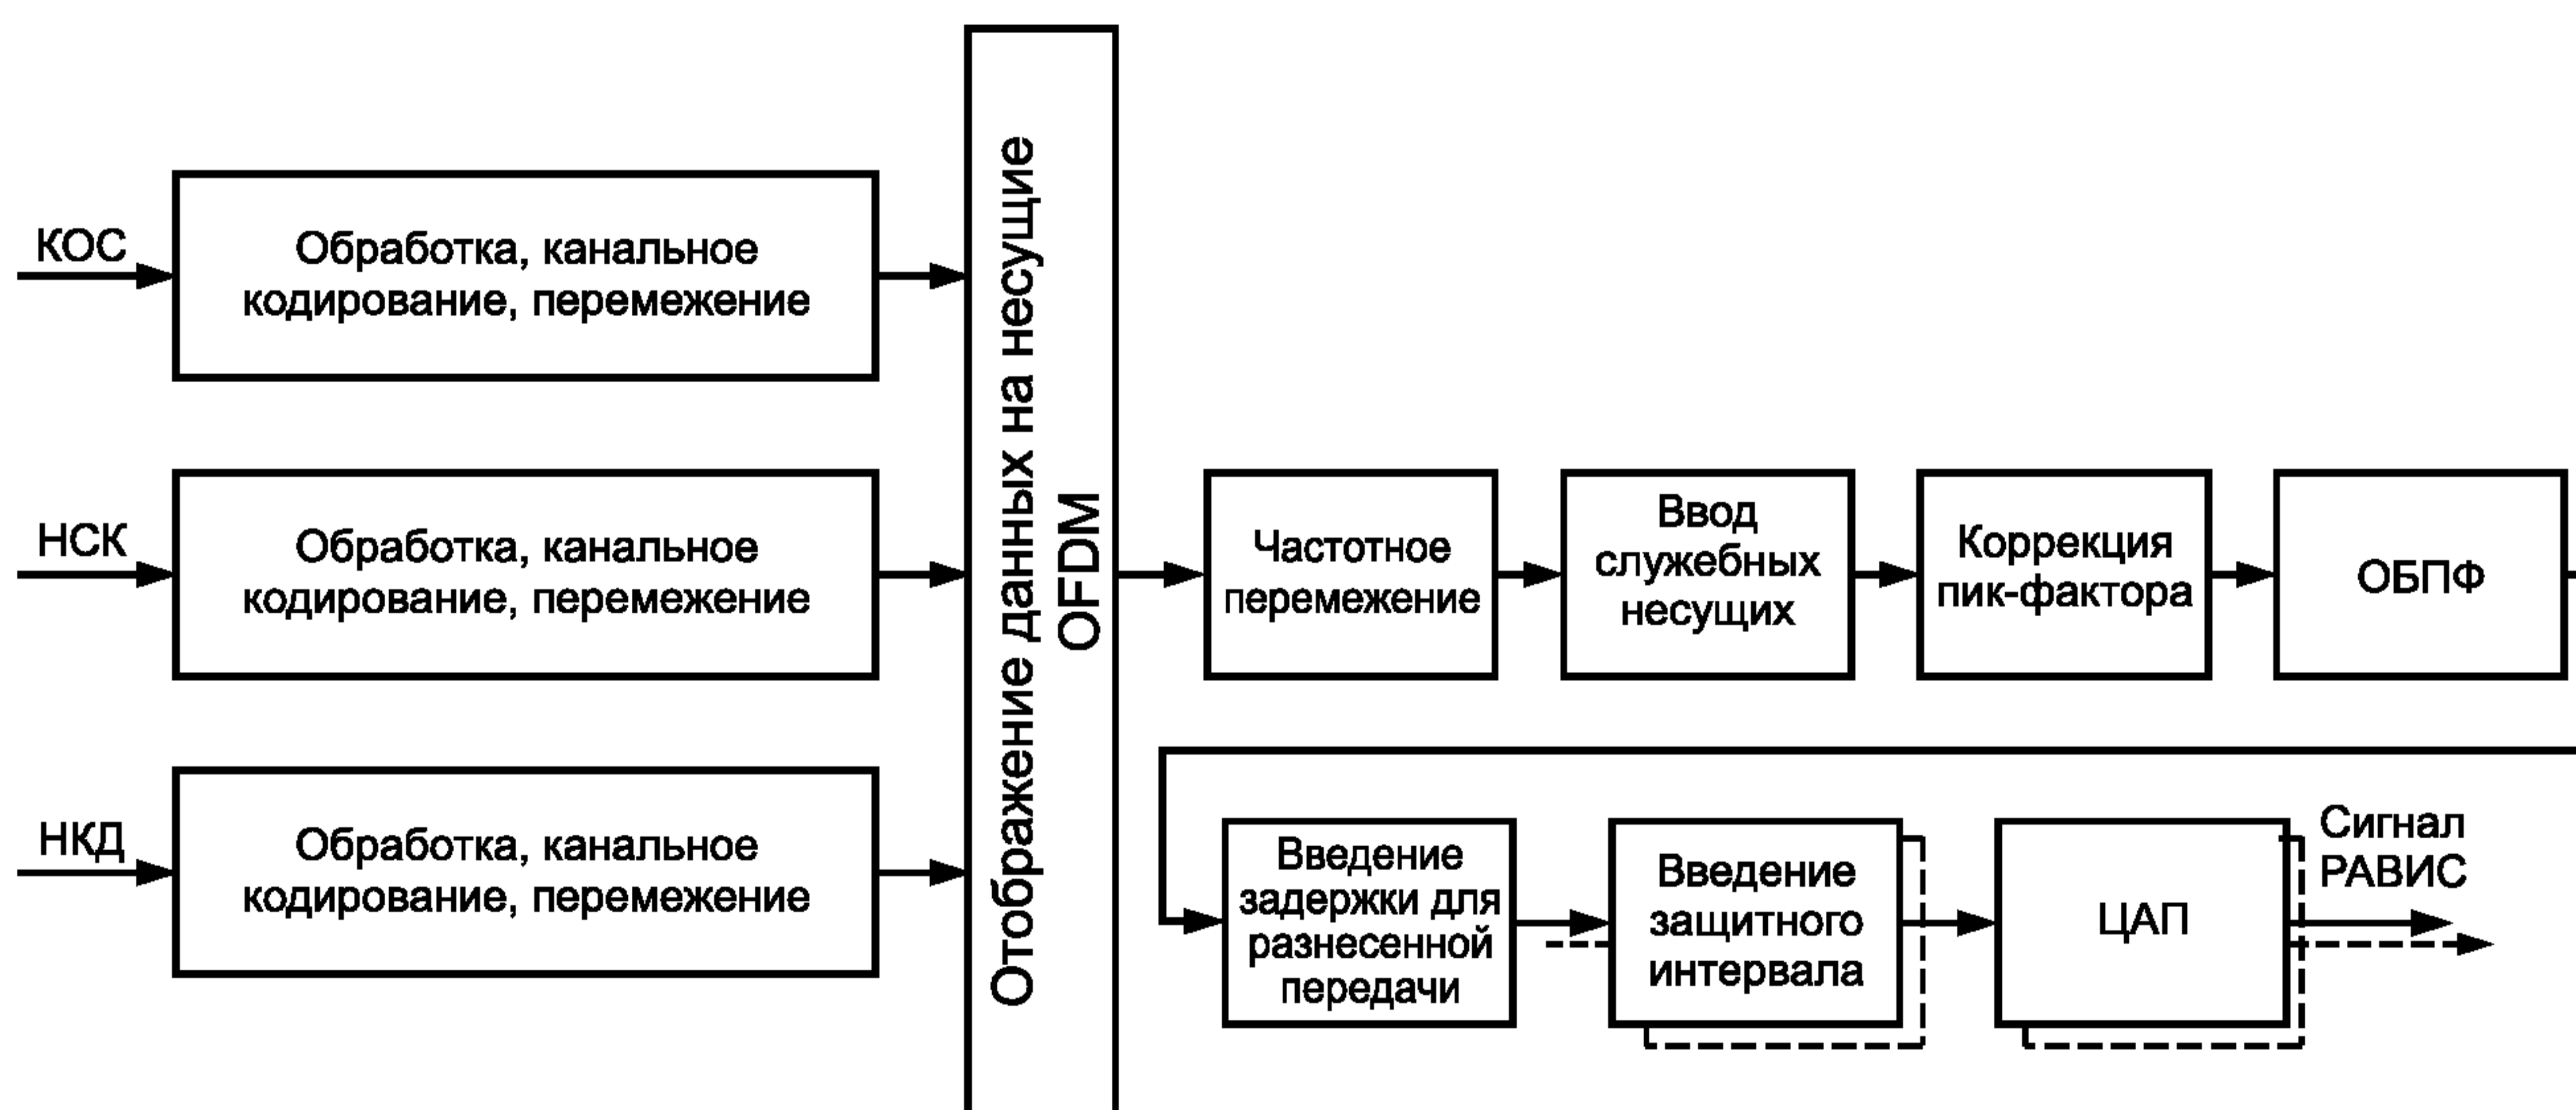 КОС
Обработка, канальное
кодирование, перемежение
НСК
Обработка, канальное
кодирование, перемежение
НКД
Обработка, канальное
кодирование, перемежение
Отображение данных на несущие
OFDM
Частотное
перемежение
Ввод
служебных
несущих
Коррекция
пик-фактора
ОБПФ
Введение
задержки для
разнесенной
передачи
Введение
защитного
интервала
ЦАП
Сигнал
РАВИС